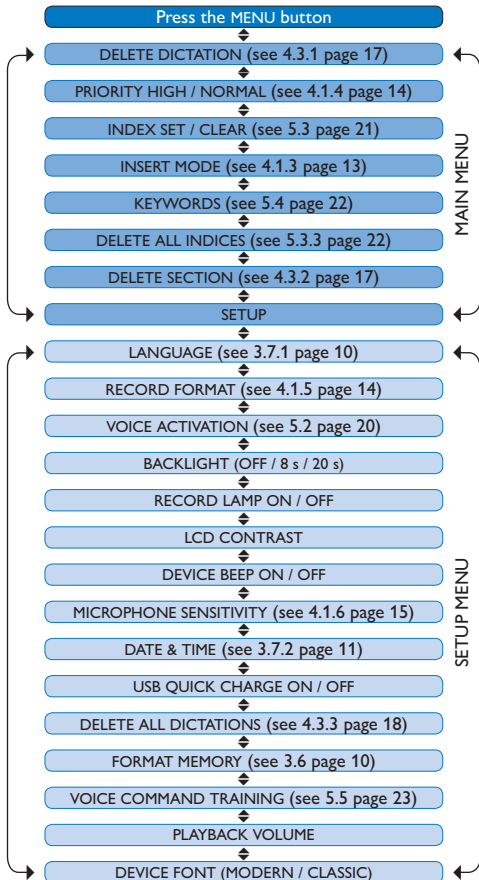 Press the MENU button
DELETE DICTATION (see 4.3.1 page 17)
PRIORITY HIGH / NORMAL (see 4.1.4 page 14)
INDEX SET / CLEAR (see 5.3 page 21)
INSERT MODE (see 4.1.3 page 13)
KEYWORDS (see 5.4 page 22)
DELETE ALL INDICES (see 5.3.3 page 22)
DELETE SECTION (see 4.3.2 page 17)
SETUP
MAIN MENU
LANGUAGE (see 3.7.1 page 10)
RECORD FORMAT (see 4.1.5 page 14)
VOICE ACTIVATION (see 5.2 page 20)
BACKLIGHT (OFF / 8 s / 20 s)
RECORD LAMP ON / OFF
LCD CONTRAST
DEVICE BEEP ON / OFF
MICROPHONE SENSITIVITY (see 4.1.6 page 15)
DATE & TIME (see 3.7.2 page 11)
USB QUICK CHARGE ON / OFF
DELETE ALL DICTATIONS (see 4.3.3 page 18)
FORMAT MEMORY (see 3.6 page 10)
VOICE COMMAND TRAINING (see 5.5 page 23)
PLAYBACK VOLUME
DEVICE FONT (MODERN / CLASSIC)
SETUP MENU